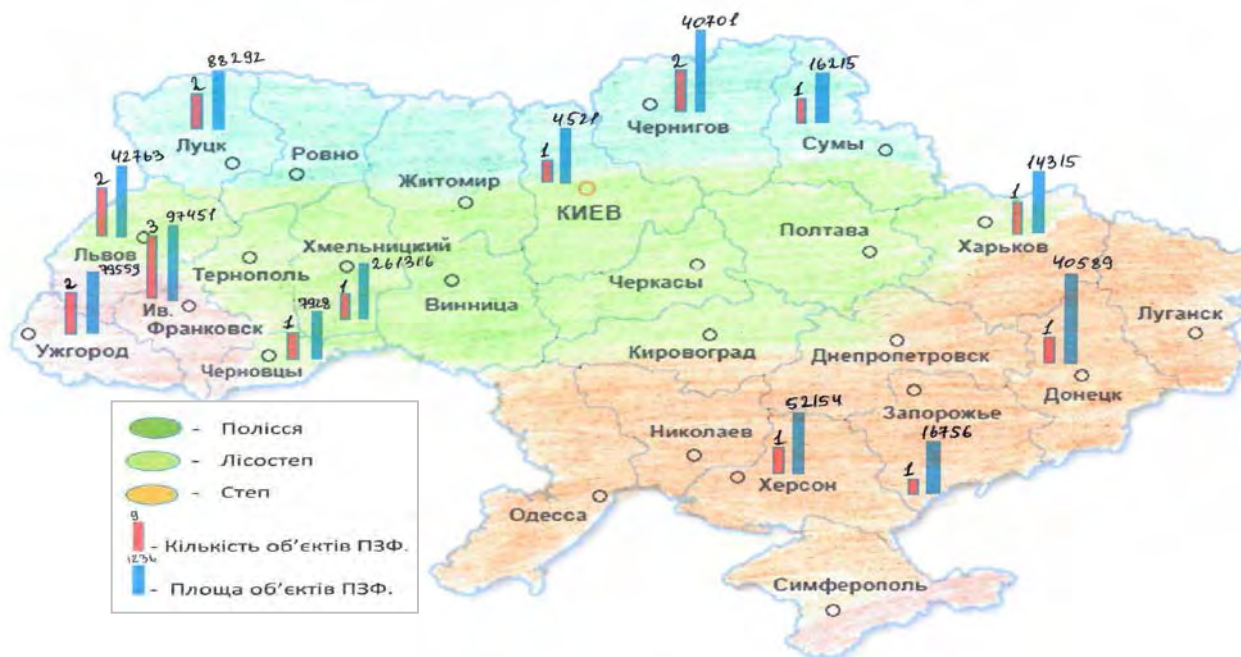 40701
88292
2
16215
2
1
Чернигов
Луцк
4521
Сумы
42763
Ровно
1
14315
2
Житомир
КИЕВ
1
97451
3
Полтава
Харьков
Львов
Хмельницкий
261316
40589
79559
Тернополь
Черкасы
2
1
Винница
Ив.
Франковск
7928
1
1
Луганск
Ужгород
Кировоград
Днепропетровск
Черновцы
Донецк
52154
Запорожье
Николаев
1
16756
Херсон
1
Одесса
Симферополь
- Полісся
- Лісостеп
- Степ
9
- Кількість об’єктів ПЗФ.
1234
- Площа об’єктів ПЗФ.